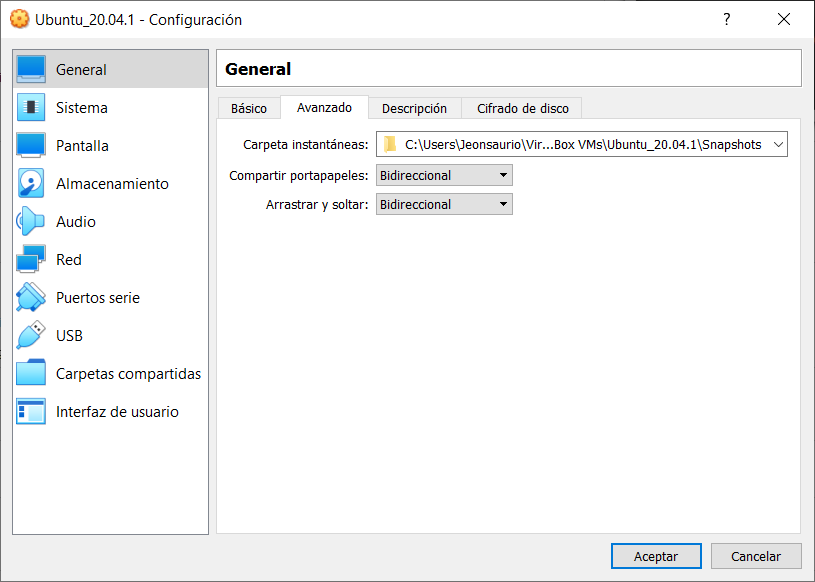 Ubuntu_20.04.1 - Configuración
?
General
Sistema
Pantalla
Almacenamiento
Audio
Red
Puertos serie
USB
Carpetas compartidas
Interfaz de usuario
General
Básico Avanzado Descripción Cifrado de disco
Carpeta instantáneas: C:\Users\Jeonsaurio\Vir...Box VMs\Ubuntu_20.04.1\Snapshots
Compartir portapapeles: Bidireccional
Arrastrar y soltar: Bidireccional
Aceptar Cancelar